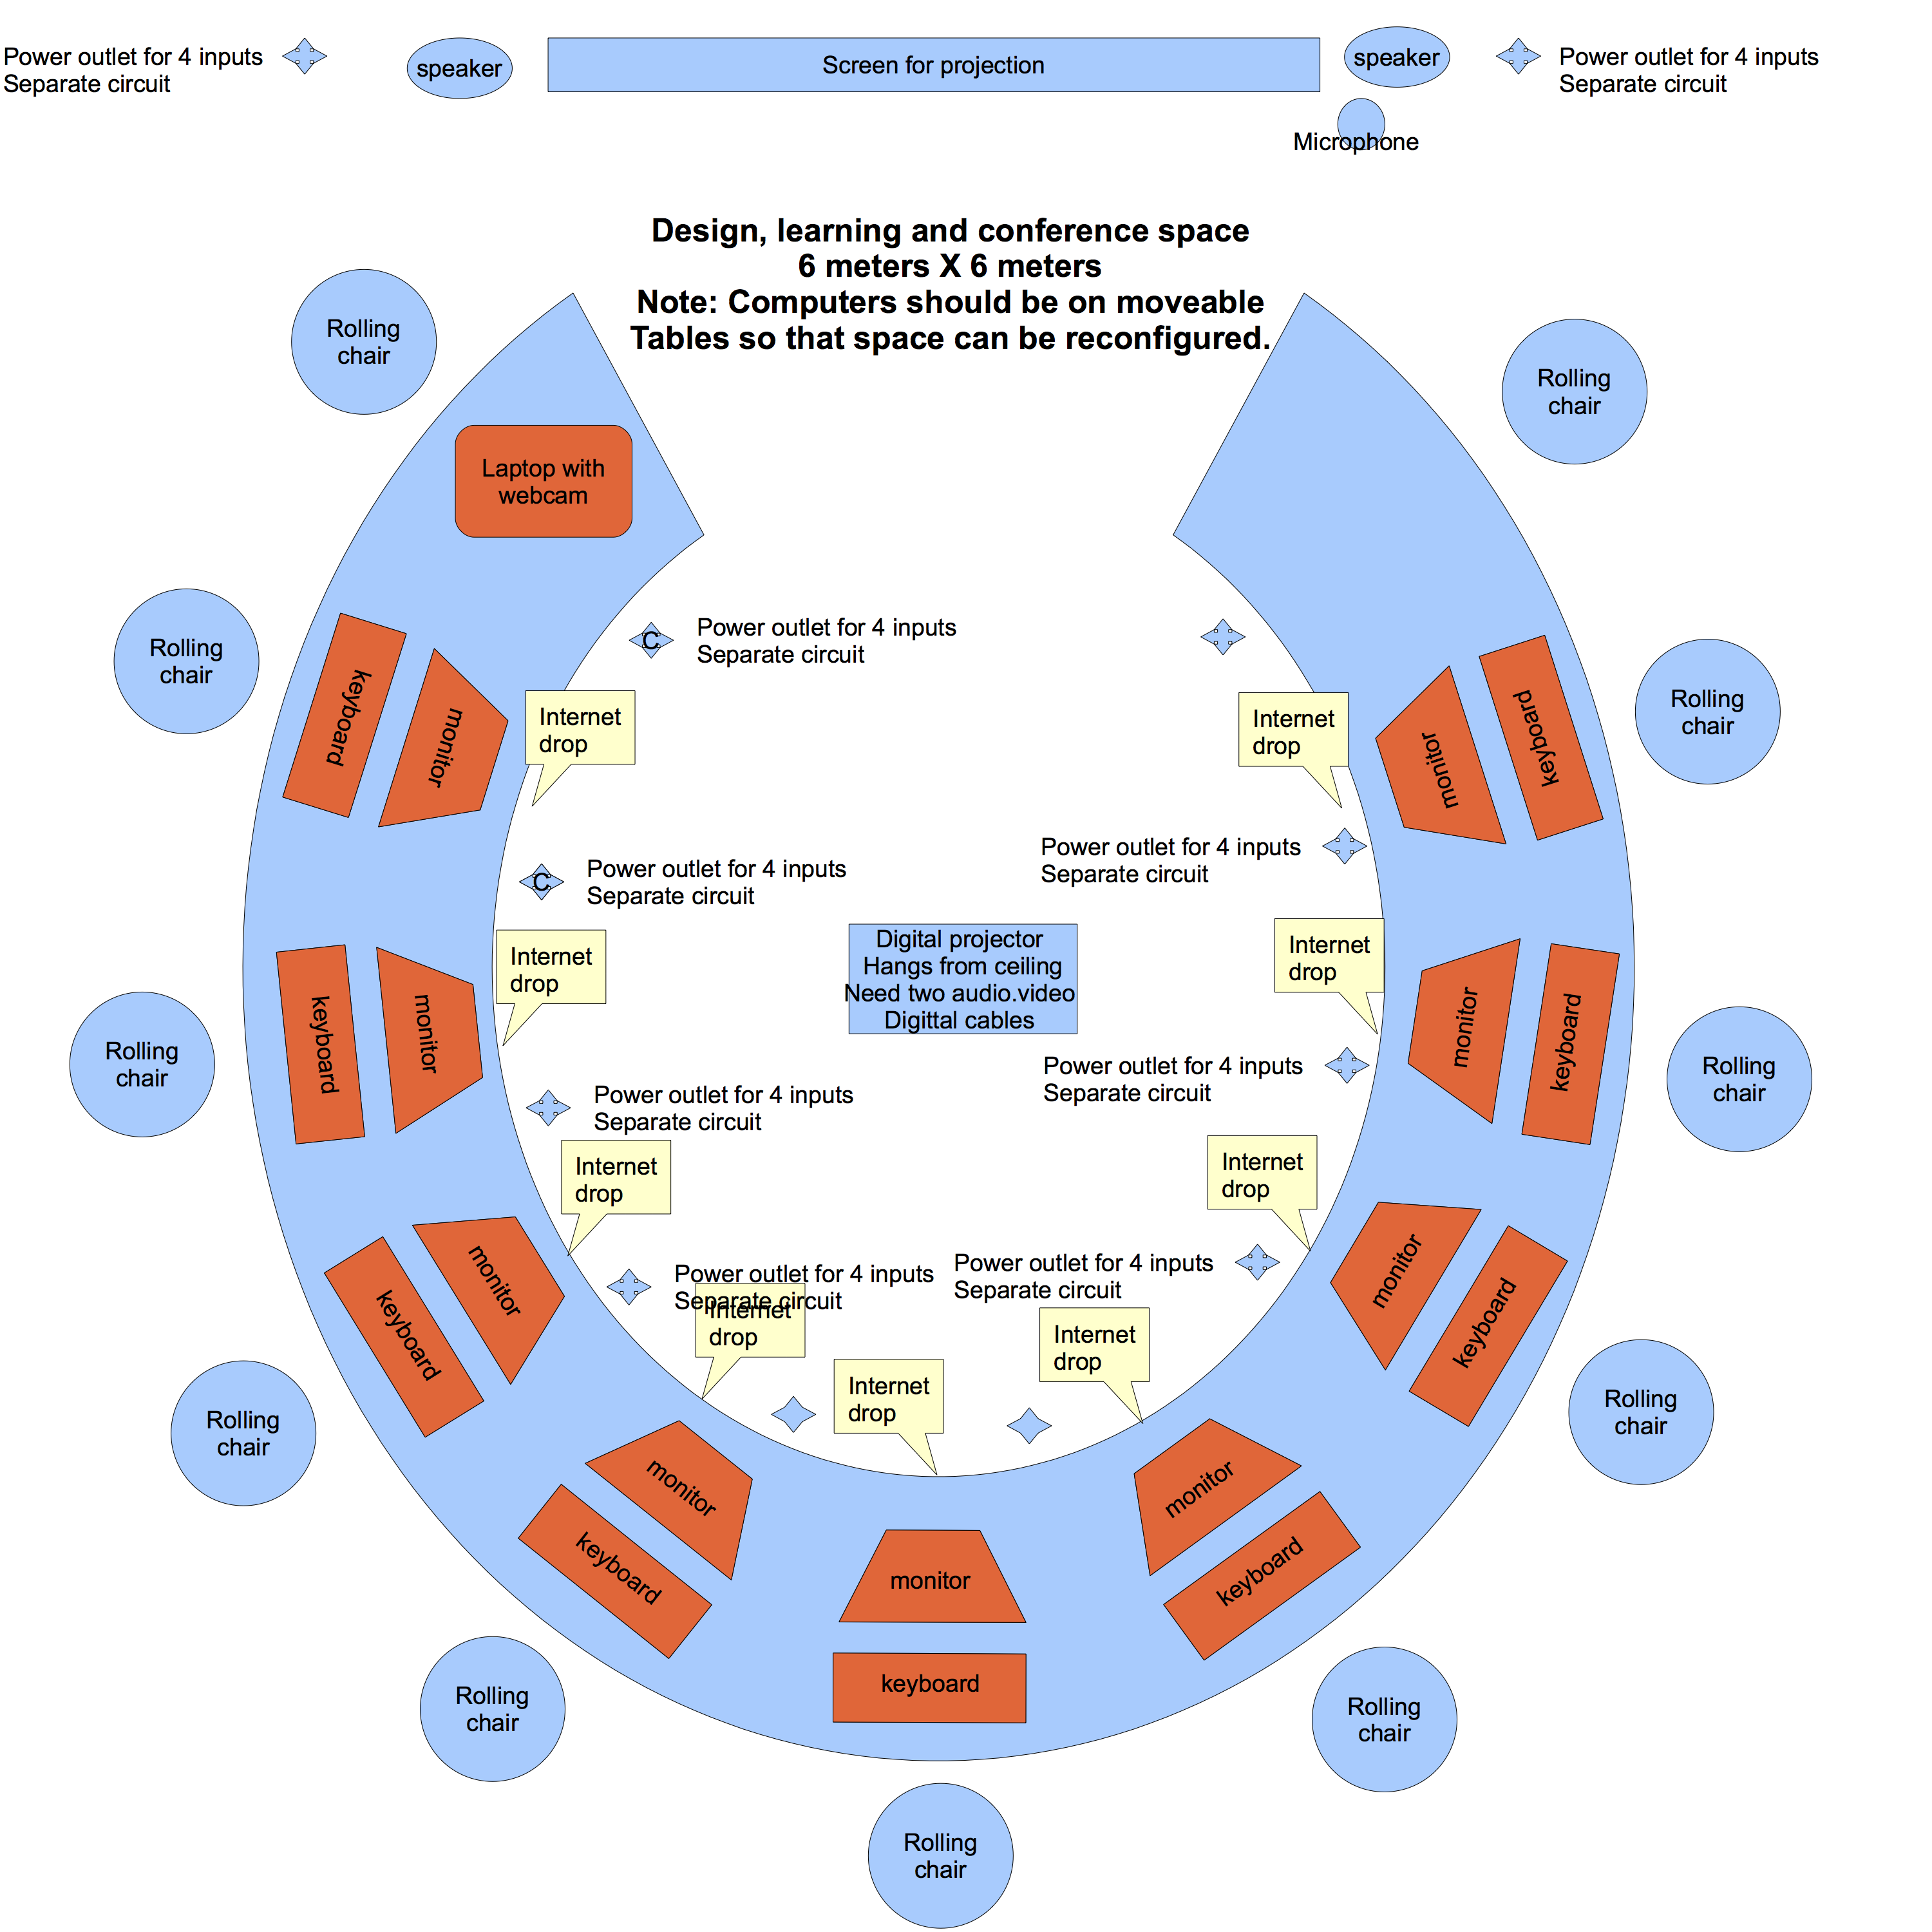 Power outlet for 4 inputs
Separate circuit
speaker
Screen for projection
speaker
Power outlet for 4 inputs
Separate circuit
Microphone
Design, learning and conference space
6 meters X 6 meters
Note: Computers should be on moveable
Tables so that space can be reconfigured.
Rolling
chair
Rolling
chair
Laptop with
webcam
Rolling
chair
keyboard
monitor
C
Power outlet for 4 inputs
Separate circuit
Internet
drop
Internet
drop
monitor
keyboard
Rolling
chair
C
Power outlet for 4 inputs
Separate circuit
Power outlet for 4 inputs
Separate circuit
Internet
drop
Digital projector
Hangs from ceiling
Need two audio.video
Digittal cables
Internet
drop
Rolling
chair
keyboard
monitor
monitor
keyboard
Rolling
chair
Power outlet for 4 inputs
Separate circuit
Power outlet for 4 inputs
Separate circuit
Internet
drop
Internet
drop
Rolling
chair
keyboard
monitor
Power outlet for 4 inputs
Separate circuit
Internet
drop
Power outlet for 4 inputs
Separate circuit
Internet
drop
monitor
keyboard
Rolling
chair
Internet
drop
monitor
keyboard
monitor
keyboard
monitor
keyboard
Rolling
chair
Rolling
chair
Rolling
chair